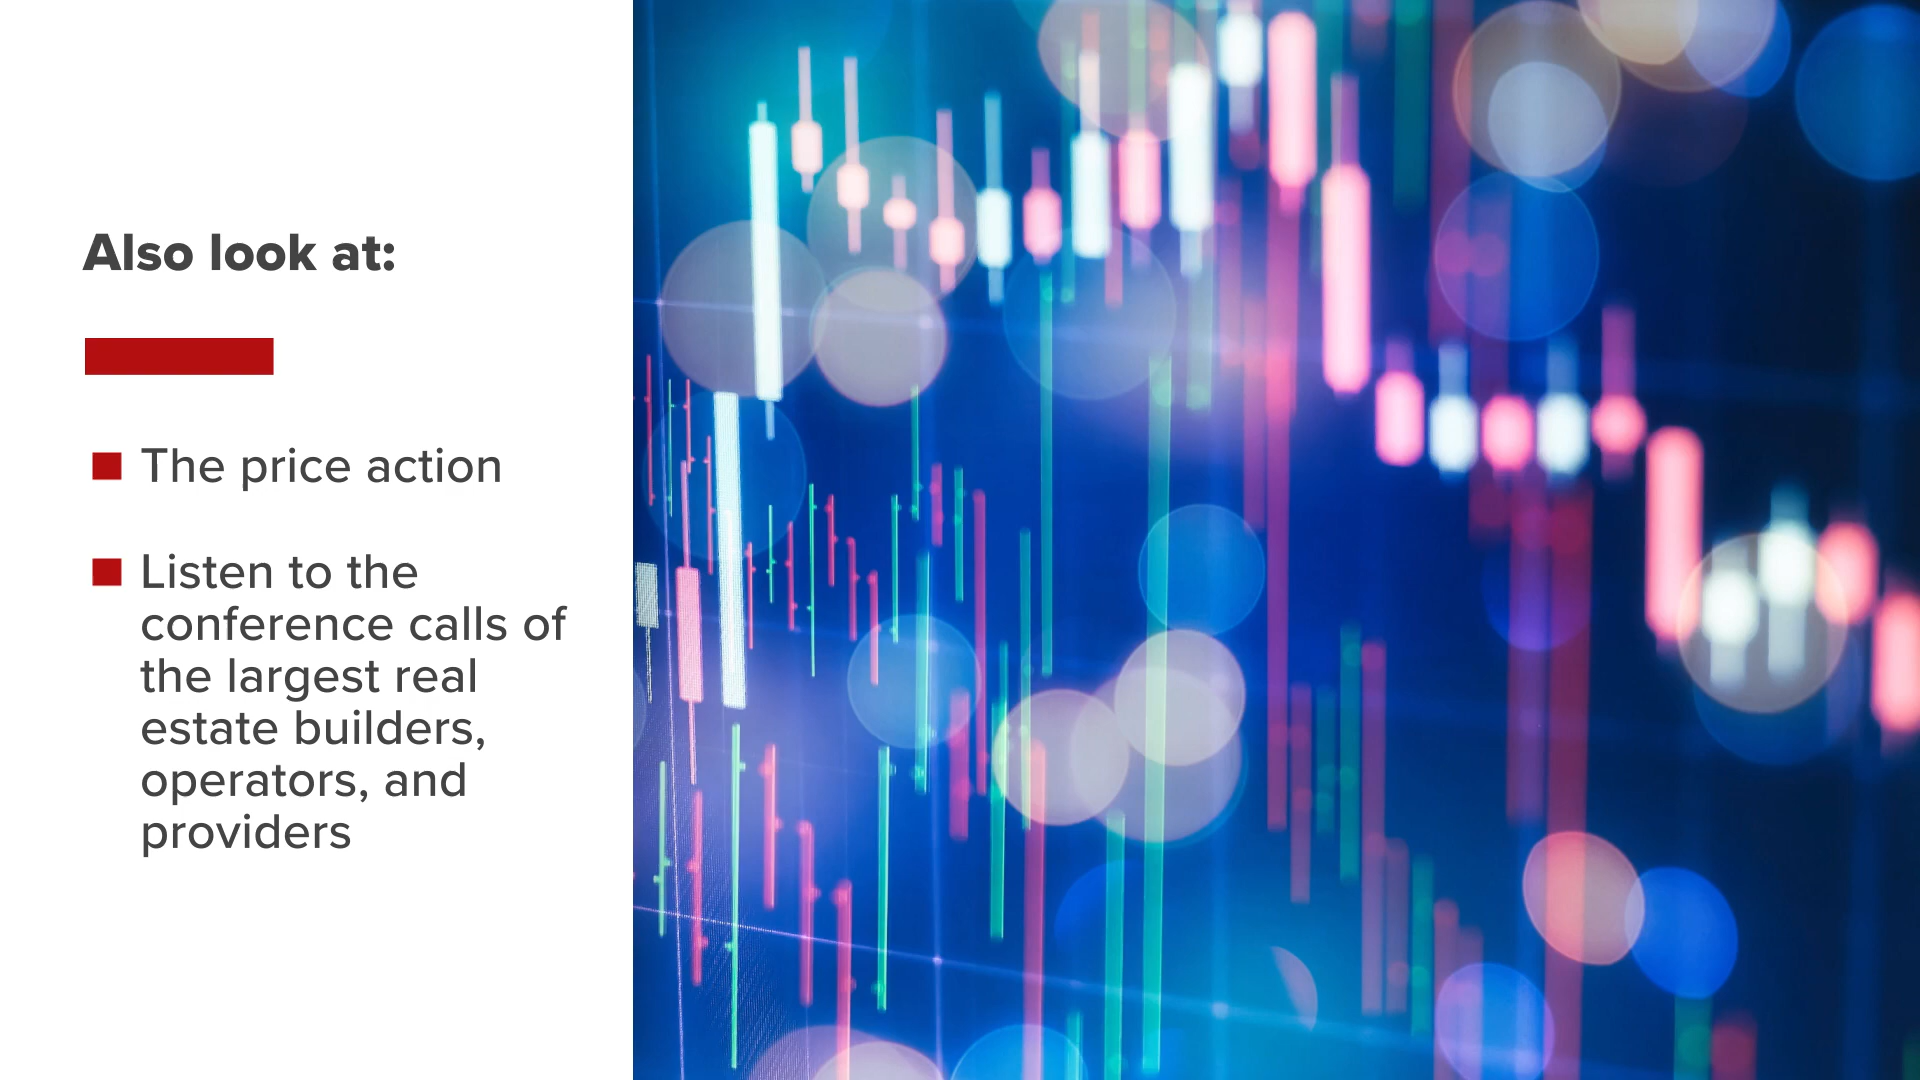 Also look at:
The price action
Listen to the
conference calls of
the largest real
estate builders,
operators, and
providers